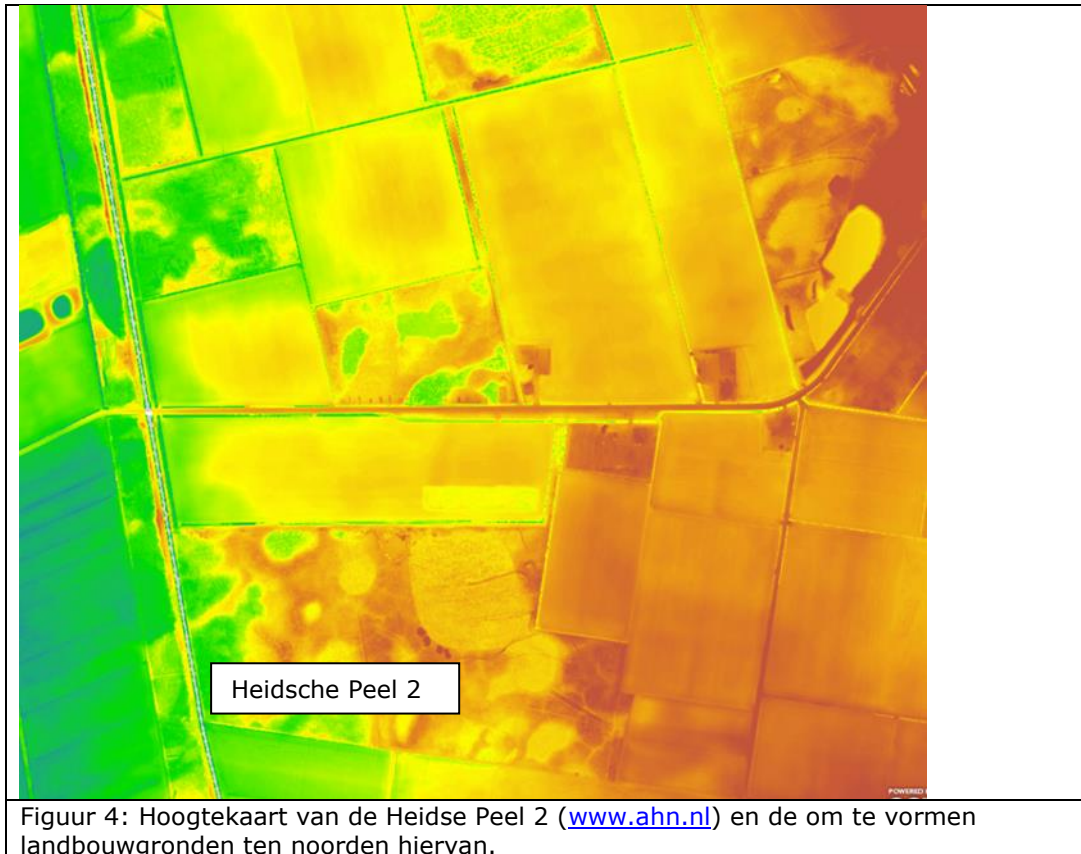 Heidsche Peel 2
POWERED
Figuur 4: Hoogtekaart van de Heidse Peel 2 (www.ahn.nl) en de om te vormen
landbouwgronden ten noorden hiervan.